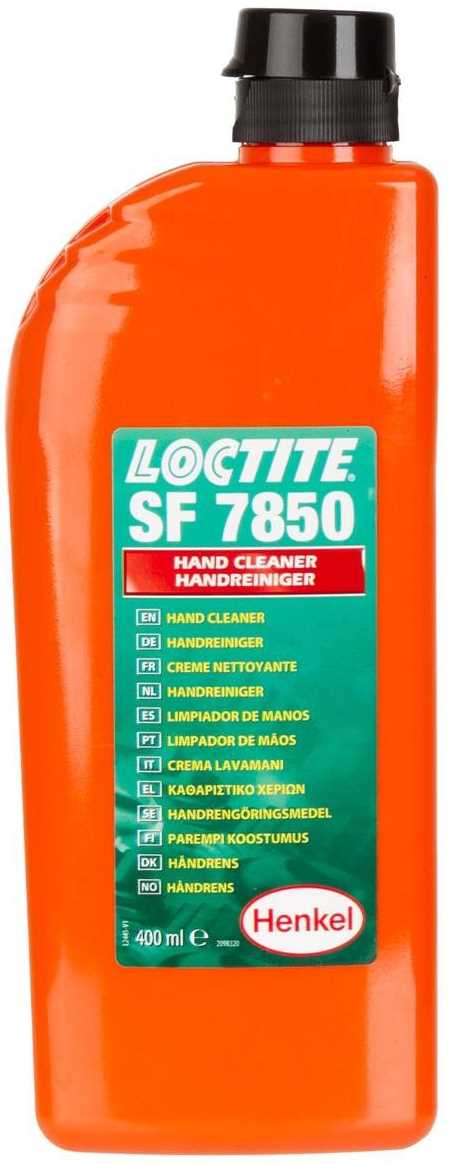 LOCTITE®
SF 7850
HAND CLEANER
HANDREINIGER
EN HAND CLEANER
DE HANDREINIGER
FR CREME NETTOYANTE
NL HANDREINIGER
ES LIMPIADOR DE MANOS
PT LIMPADOR DE MÃOS
IT CREMA LAVAMANI
EL ΚΑΘΑΡΙΣΤΙΚΟ ΧΕΡΙΩΝ
SE HANDRENGÖRINGSMEDEL
FI PAREMPI KOOSTUMUS
DK HÅNDRENS
NO HÅNDRENS
400 ml ℮
2098320
Henkel